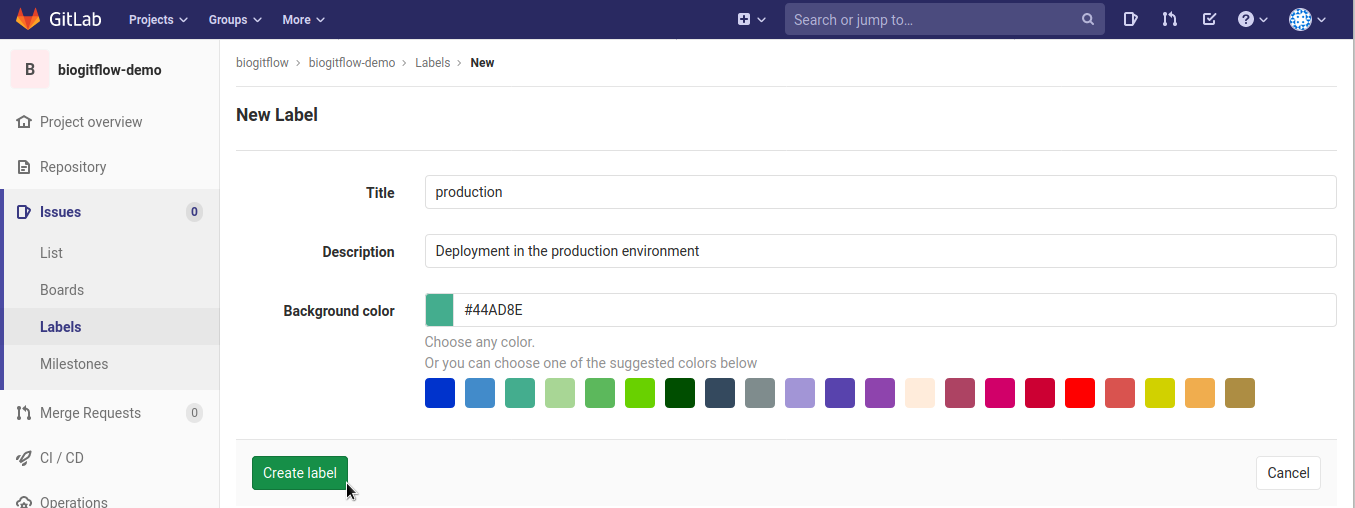 GitLab Projects Groups More Search or jump to...
B biogitflow-demo
Project overview
Repository
Issues 0
List
Boards
Labels
Milestones
Merge Requests 0
CI / CD
Operations
biogitflow > biogitflow-demo > Labels > New
New Label
Title production
Description Deployment in the production environment
Background color #44AD8E
Choose any color.
Or you can choose one of the suggested colors below
Create label Cancel